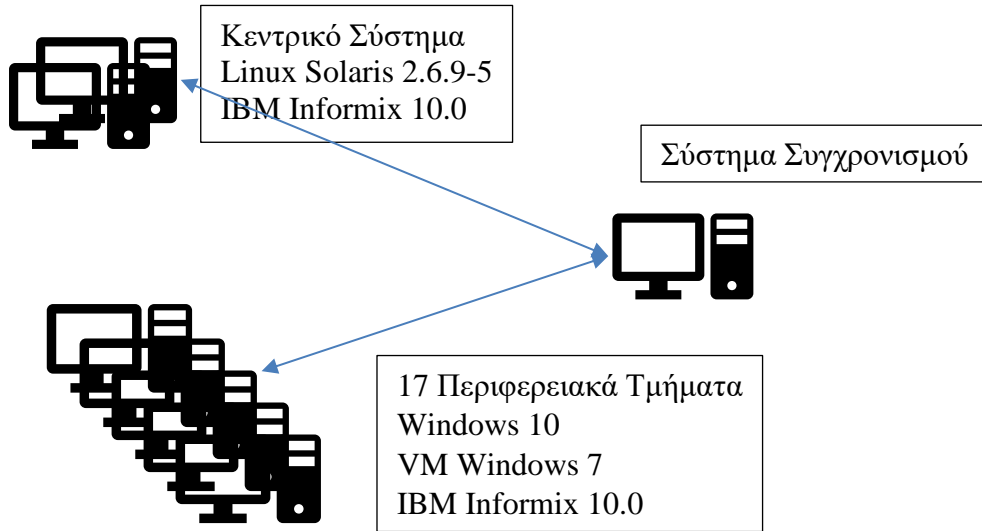 Κεντρικό Σύστημα
Linux Solaris 2.6.9-5
IBM Informix 10.0
Σύστημα Συγχρονισμού
17 Περιφερειακά Τμήματα
Windows 10
VM Windows 7
IBM Informix 10.0